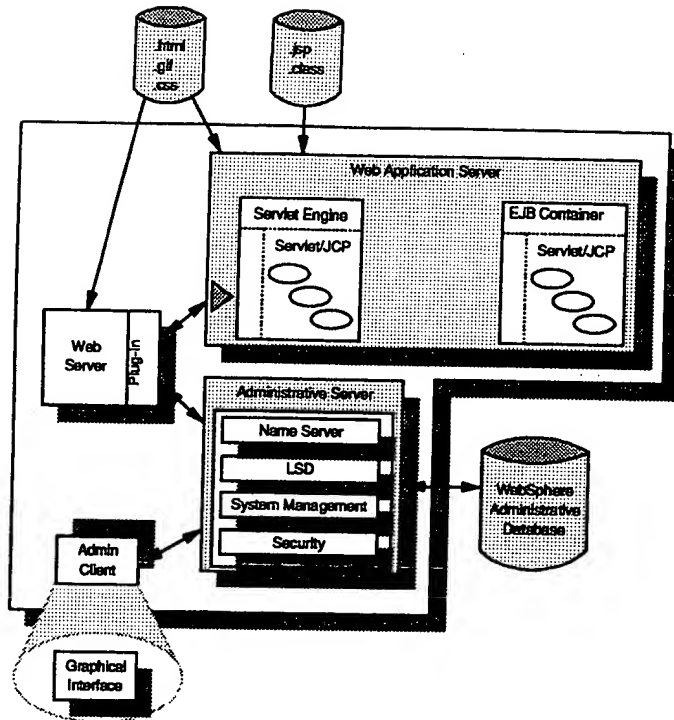 .html
.gif
.css
.jsp
.class
Web Application Server
Servlet Engine
Servlet/JCP
EJB Container
Servlet/JCP
Web
Server
Plug-in
Administrative Server
Name Server
LSD
System Management
Security
WebSphere
Administrative
Database
Admin
Client
Graphical
Interface